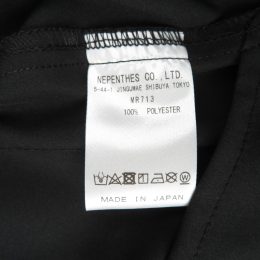 NEPENTHES CO., LTD.
5-44-1 JINGUMAE SHIBUYA TOKYO
MR713
100% POLYESTER
MADE IN JAPAN